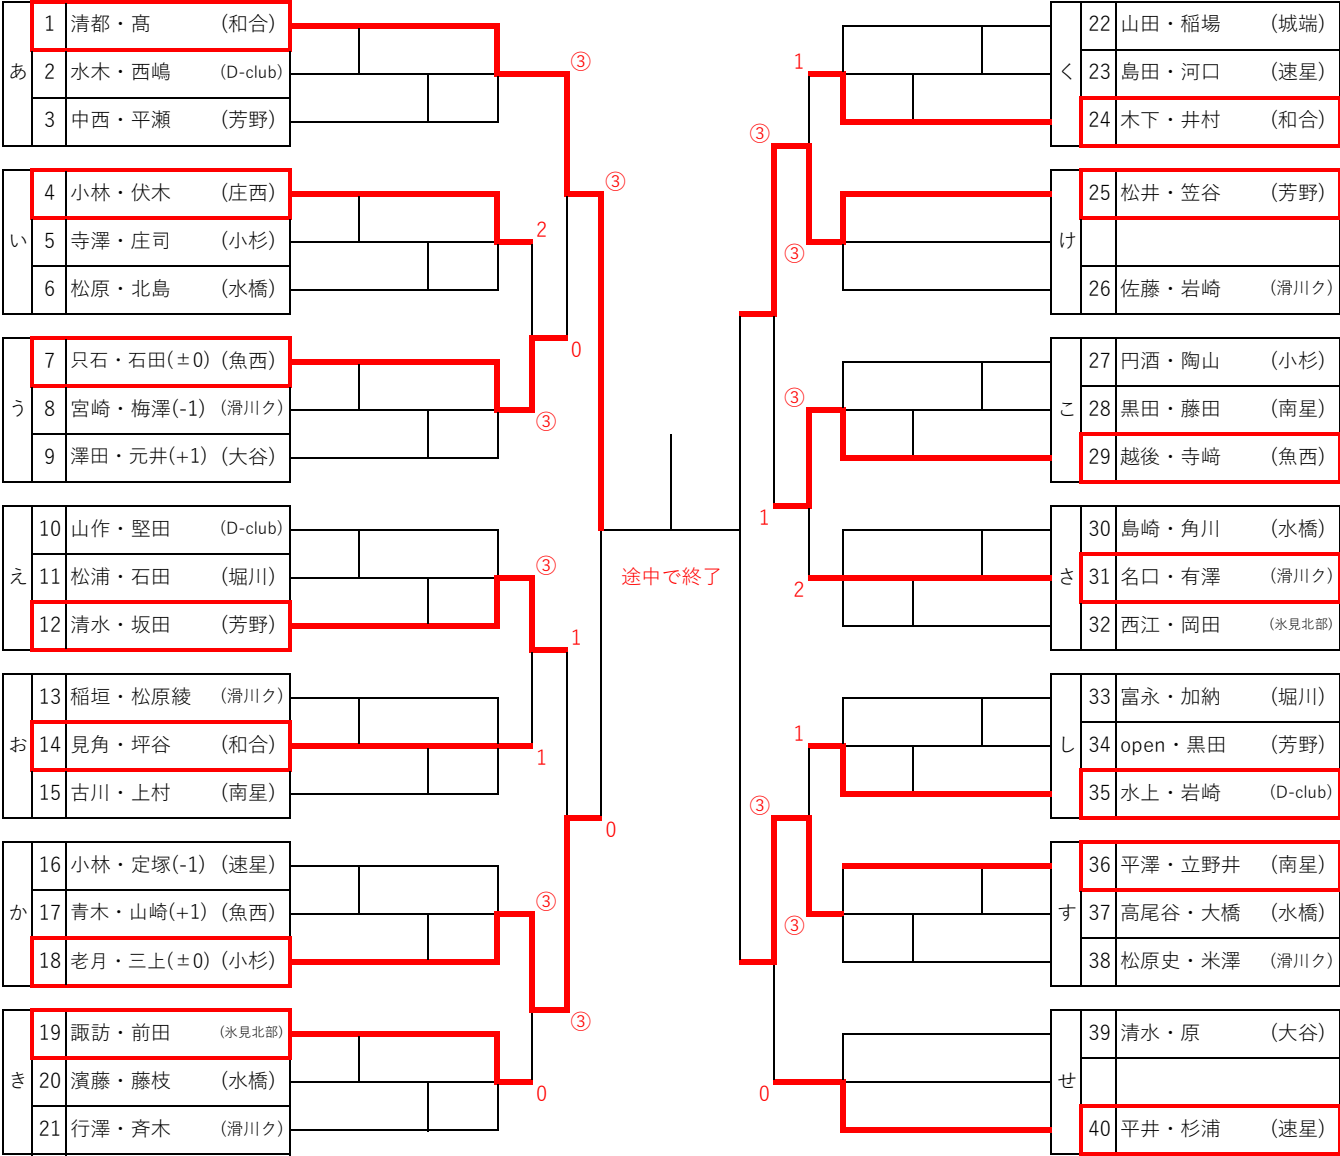 あ
1 清都・髙 (和合)
2 水木・西嶋 (D-club)
3 中西・平瀬 (芳野)
い
4 小林・伏木 (庄西)
5 寺澤・庄司 (小杉)
6 松原・北島 (水橋)
う
7 只石・石田(±0) (魚西)
8 宮崎・梅澤(-1) (滑川ク)
9 澤田・元井(+1) (大谷)
え
10 山作・堅田 (D-club)
11 松浦・石田 (堀川)
12 清水・坂田 (芳野)
お
13 稲垣・松原綾 (滑川ク)
14 見角・坪谷 (和合)
15 古川・上村 (南星)
か
16 小林・定塚(-1) (速星)
17 青木・山崎(+1) (魚西)
18 老月・三上(±0) (小杉)
き
19 諏訪・前田 (氷見北部)
20 濱藤・藤枝 (水橋)
21 行澤・斉木 (滑川ク)
③
③
2
0
③
③
1
1
0
③
③
0
途中で終了
1
③
③
③
1
2
1
③
③
0
く
22 山田・稲場 (城端)
23 島田・河口 (速星)
24 木下・井村 (和合)
け
25 松井・笠谷 (芳野)
26 佐藤・岩崎 (滑川ク)
こ
27 円酒・陶山 (小杉)
28 黒田・藤田 (南星)
29 越後・寺﨑 (魚西)
さ
30 島崎・角川 (水橋)
31 名口・有澤 (滑川ク)
32 西江・岡田 (氷見北部)
し
33 富永・加納 (堀川)
34 open・黒田 (芳野)
35 水上・岩崎 (D-club)
す
36 平澤・立野井 (南星)
37 高尾谷・大橋 (水橋)
38 松原史・米澤 (滑川ク)
せ
39 清水・原 (大谷)
40 平井・杉浦 (速星)